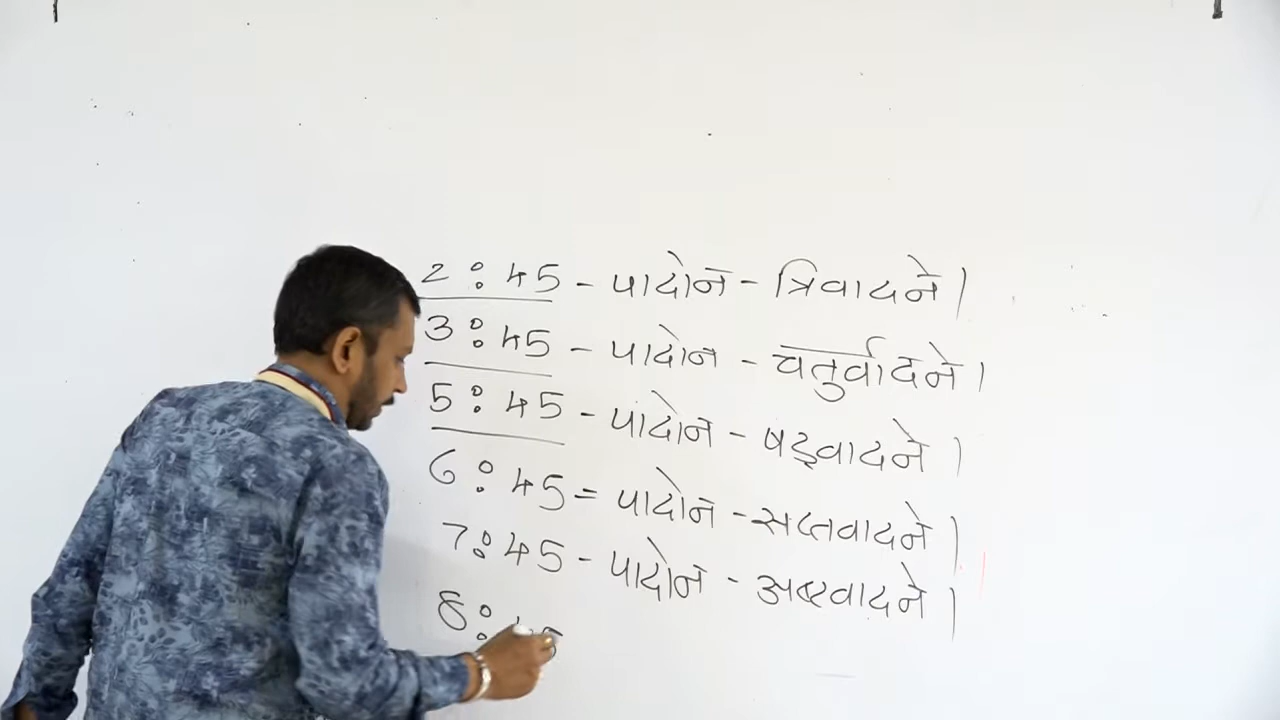 2:45 - पादोन - त्रिवादने।
3:45 - पादोन - चतुर्वादने।
5:45 - पादोन - षड्वादने।
6:45 = पादोन - सप्तवादने।
7:45 - पादोन - अष्टवादने।
8:45